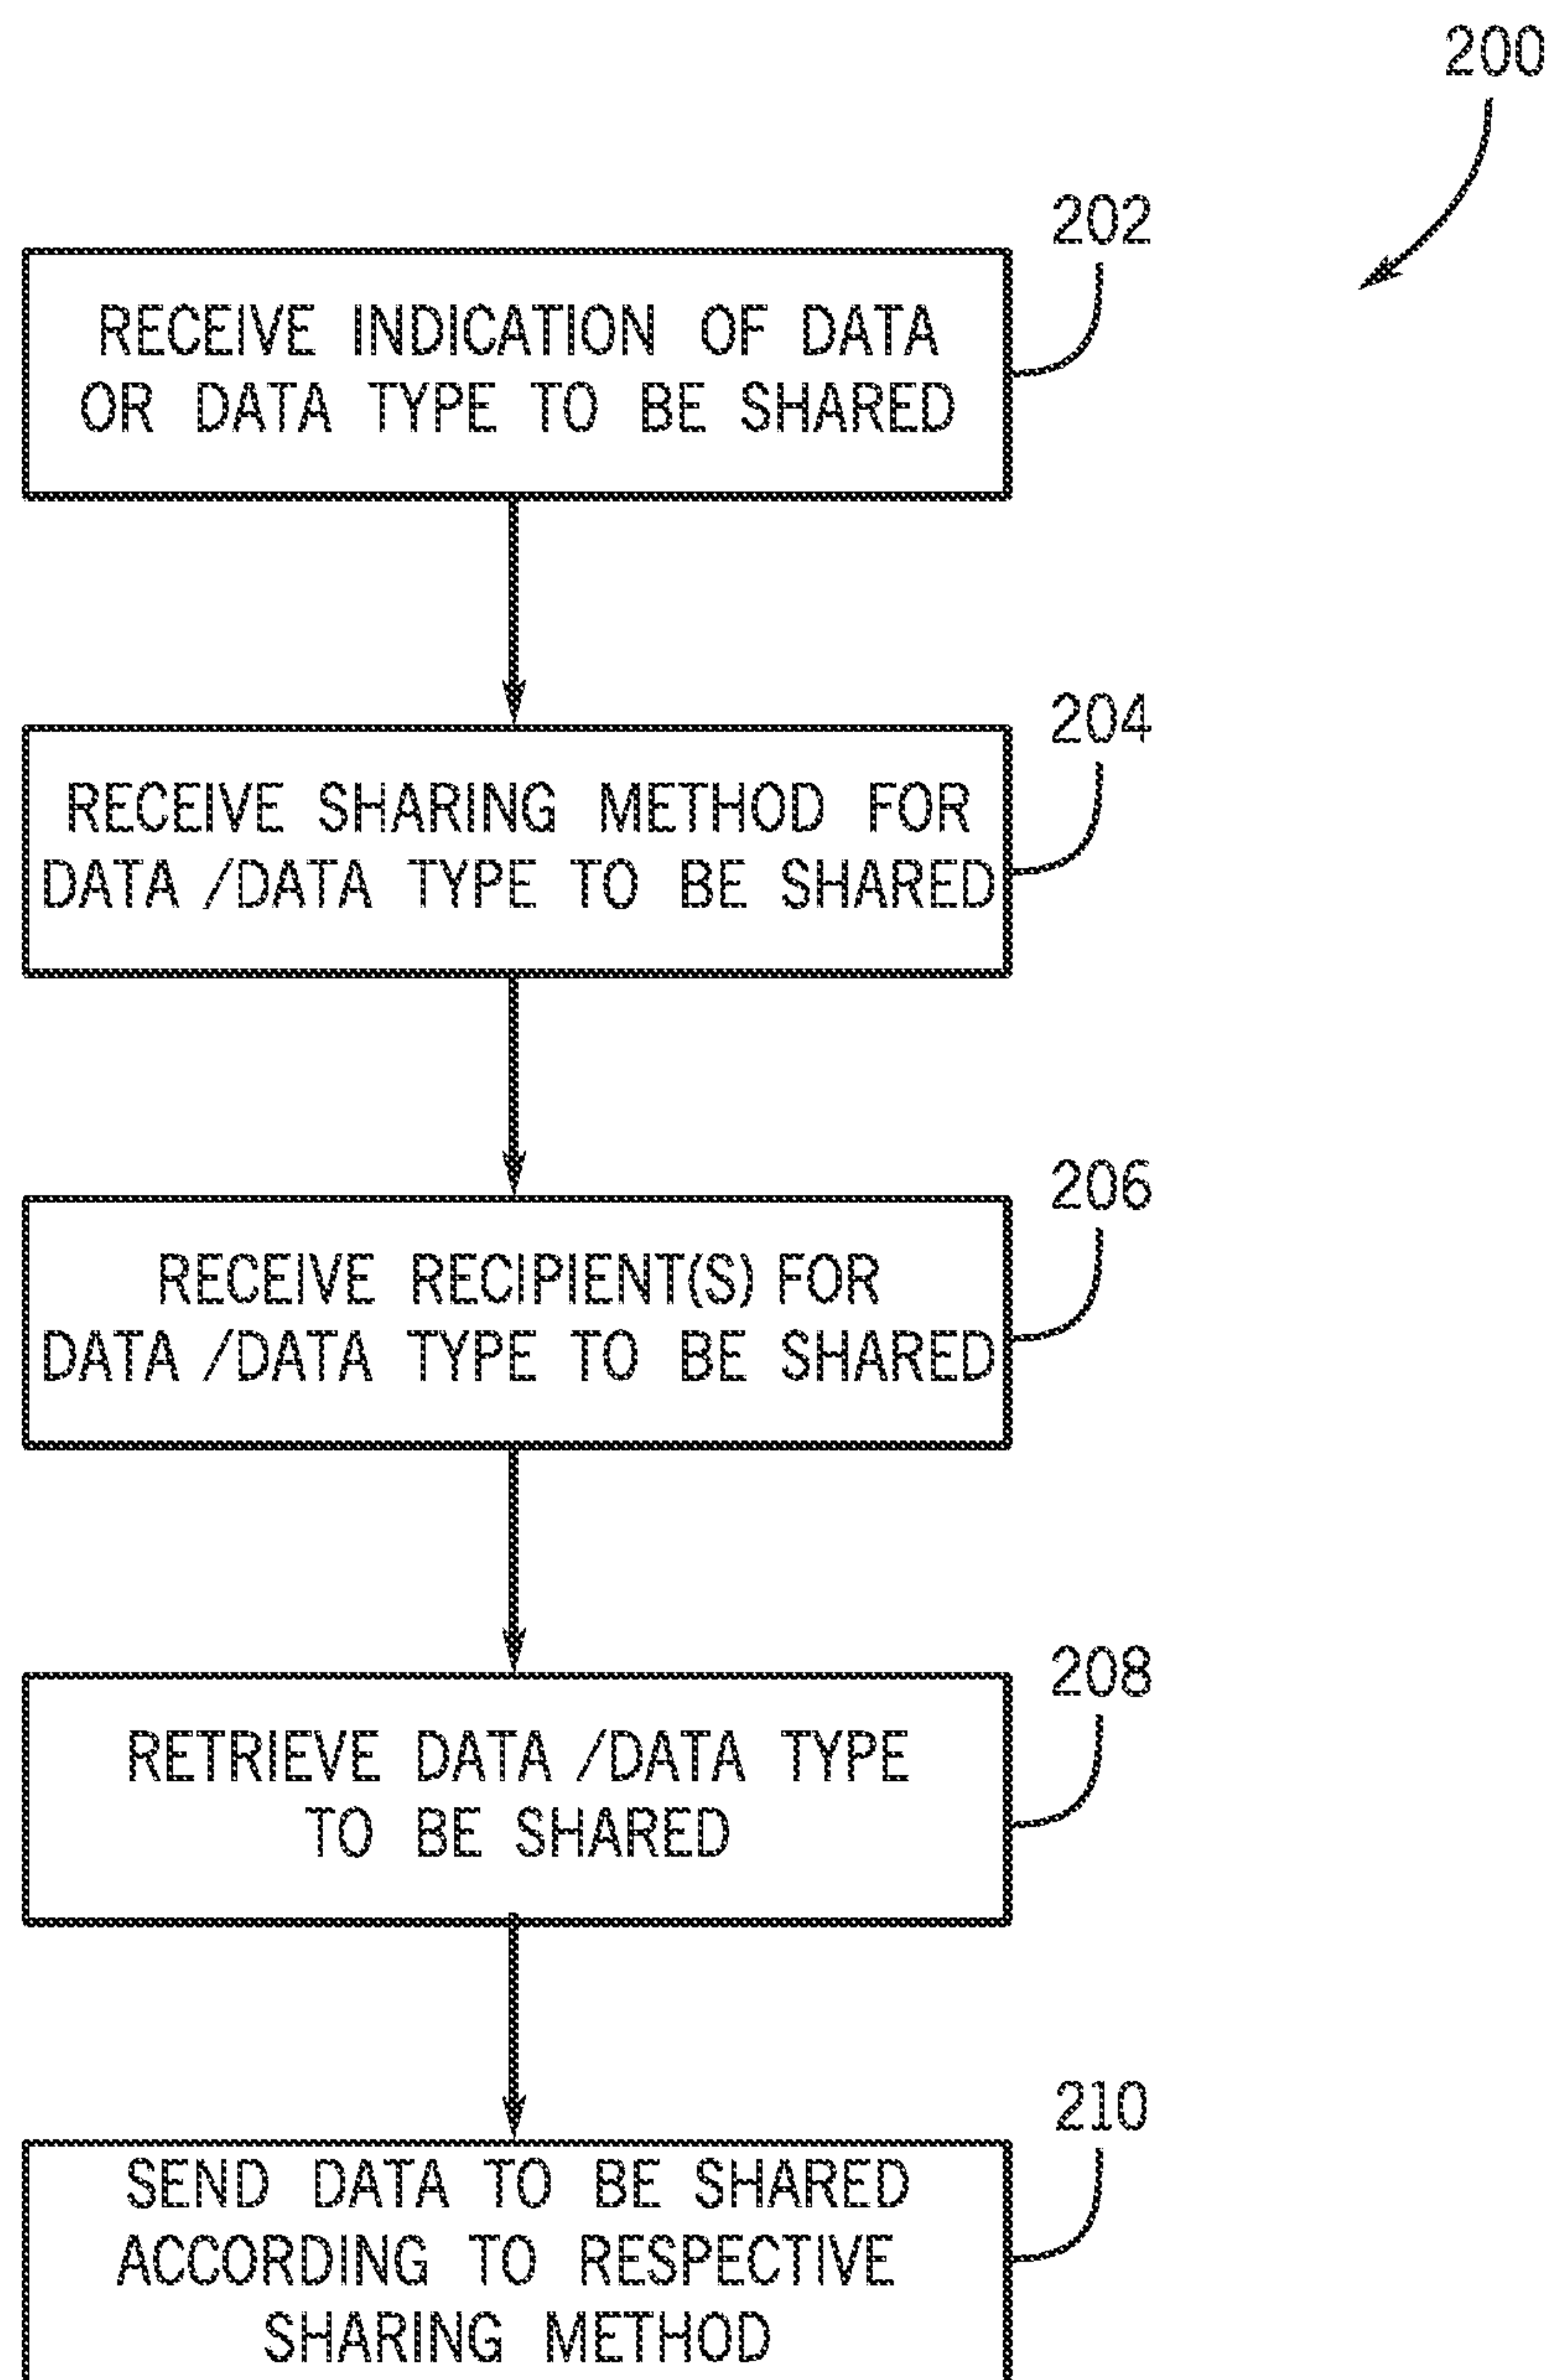 200
202
RECEIVE INDICATION OF DATA
OR DATA TYPE TO BE SHARED
204
RECEIVE SHARING METHOD FOR
DATA /DATA TYPE TO BE SHARED
206
RECEIVE RECIPIENT(S) FOR
DATA /DATA TYPE TO BE SHARED
208
RETRIEVE DATA /DATA TYPE
TO BE SHARED
210
SEND DATA TO BE SHARED
ACCORDING TO RESPECTIVE
SHARING METHOD